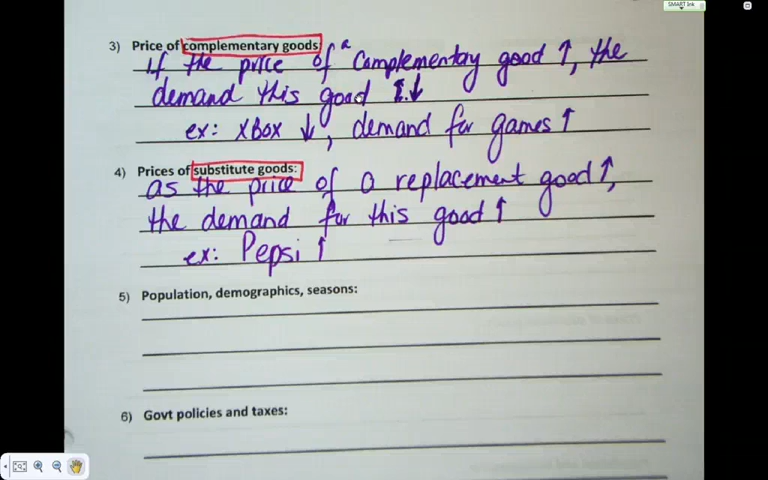 SMART Ink
3) Price of complementary goods
If the price of a complementary good ↑, the
demand this good ↓
ex: XBox ↓, demand for games ↑
4) Prices of substitute goods:
as the price of a replacement good ↑,
the demand for this good ↑
ex: Pepsi ↑
5) Population, demographics, seasons:
6) Govt policies and taxes: